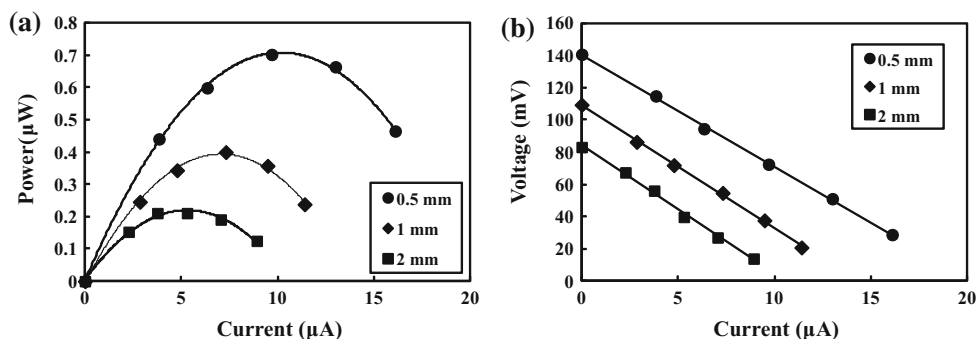 (a)
Power(μW)
0.8
0.7
0.6
0.5
0.4
0.3
0.2
0.1
0
0.5 mm
1 mm
2 mm
0 5 10 15 20
Current (μA)
(b)
Voltage (mV)
160
140
120
100
80
60
40
20
0
0.5 mm
1 mm
2 mm
0 5 10 15 20
Current (μA)